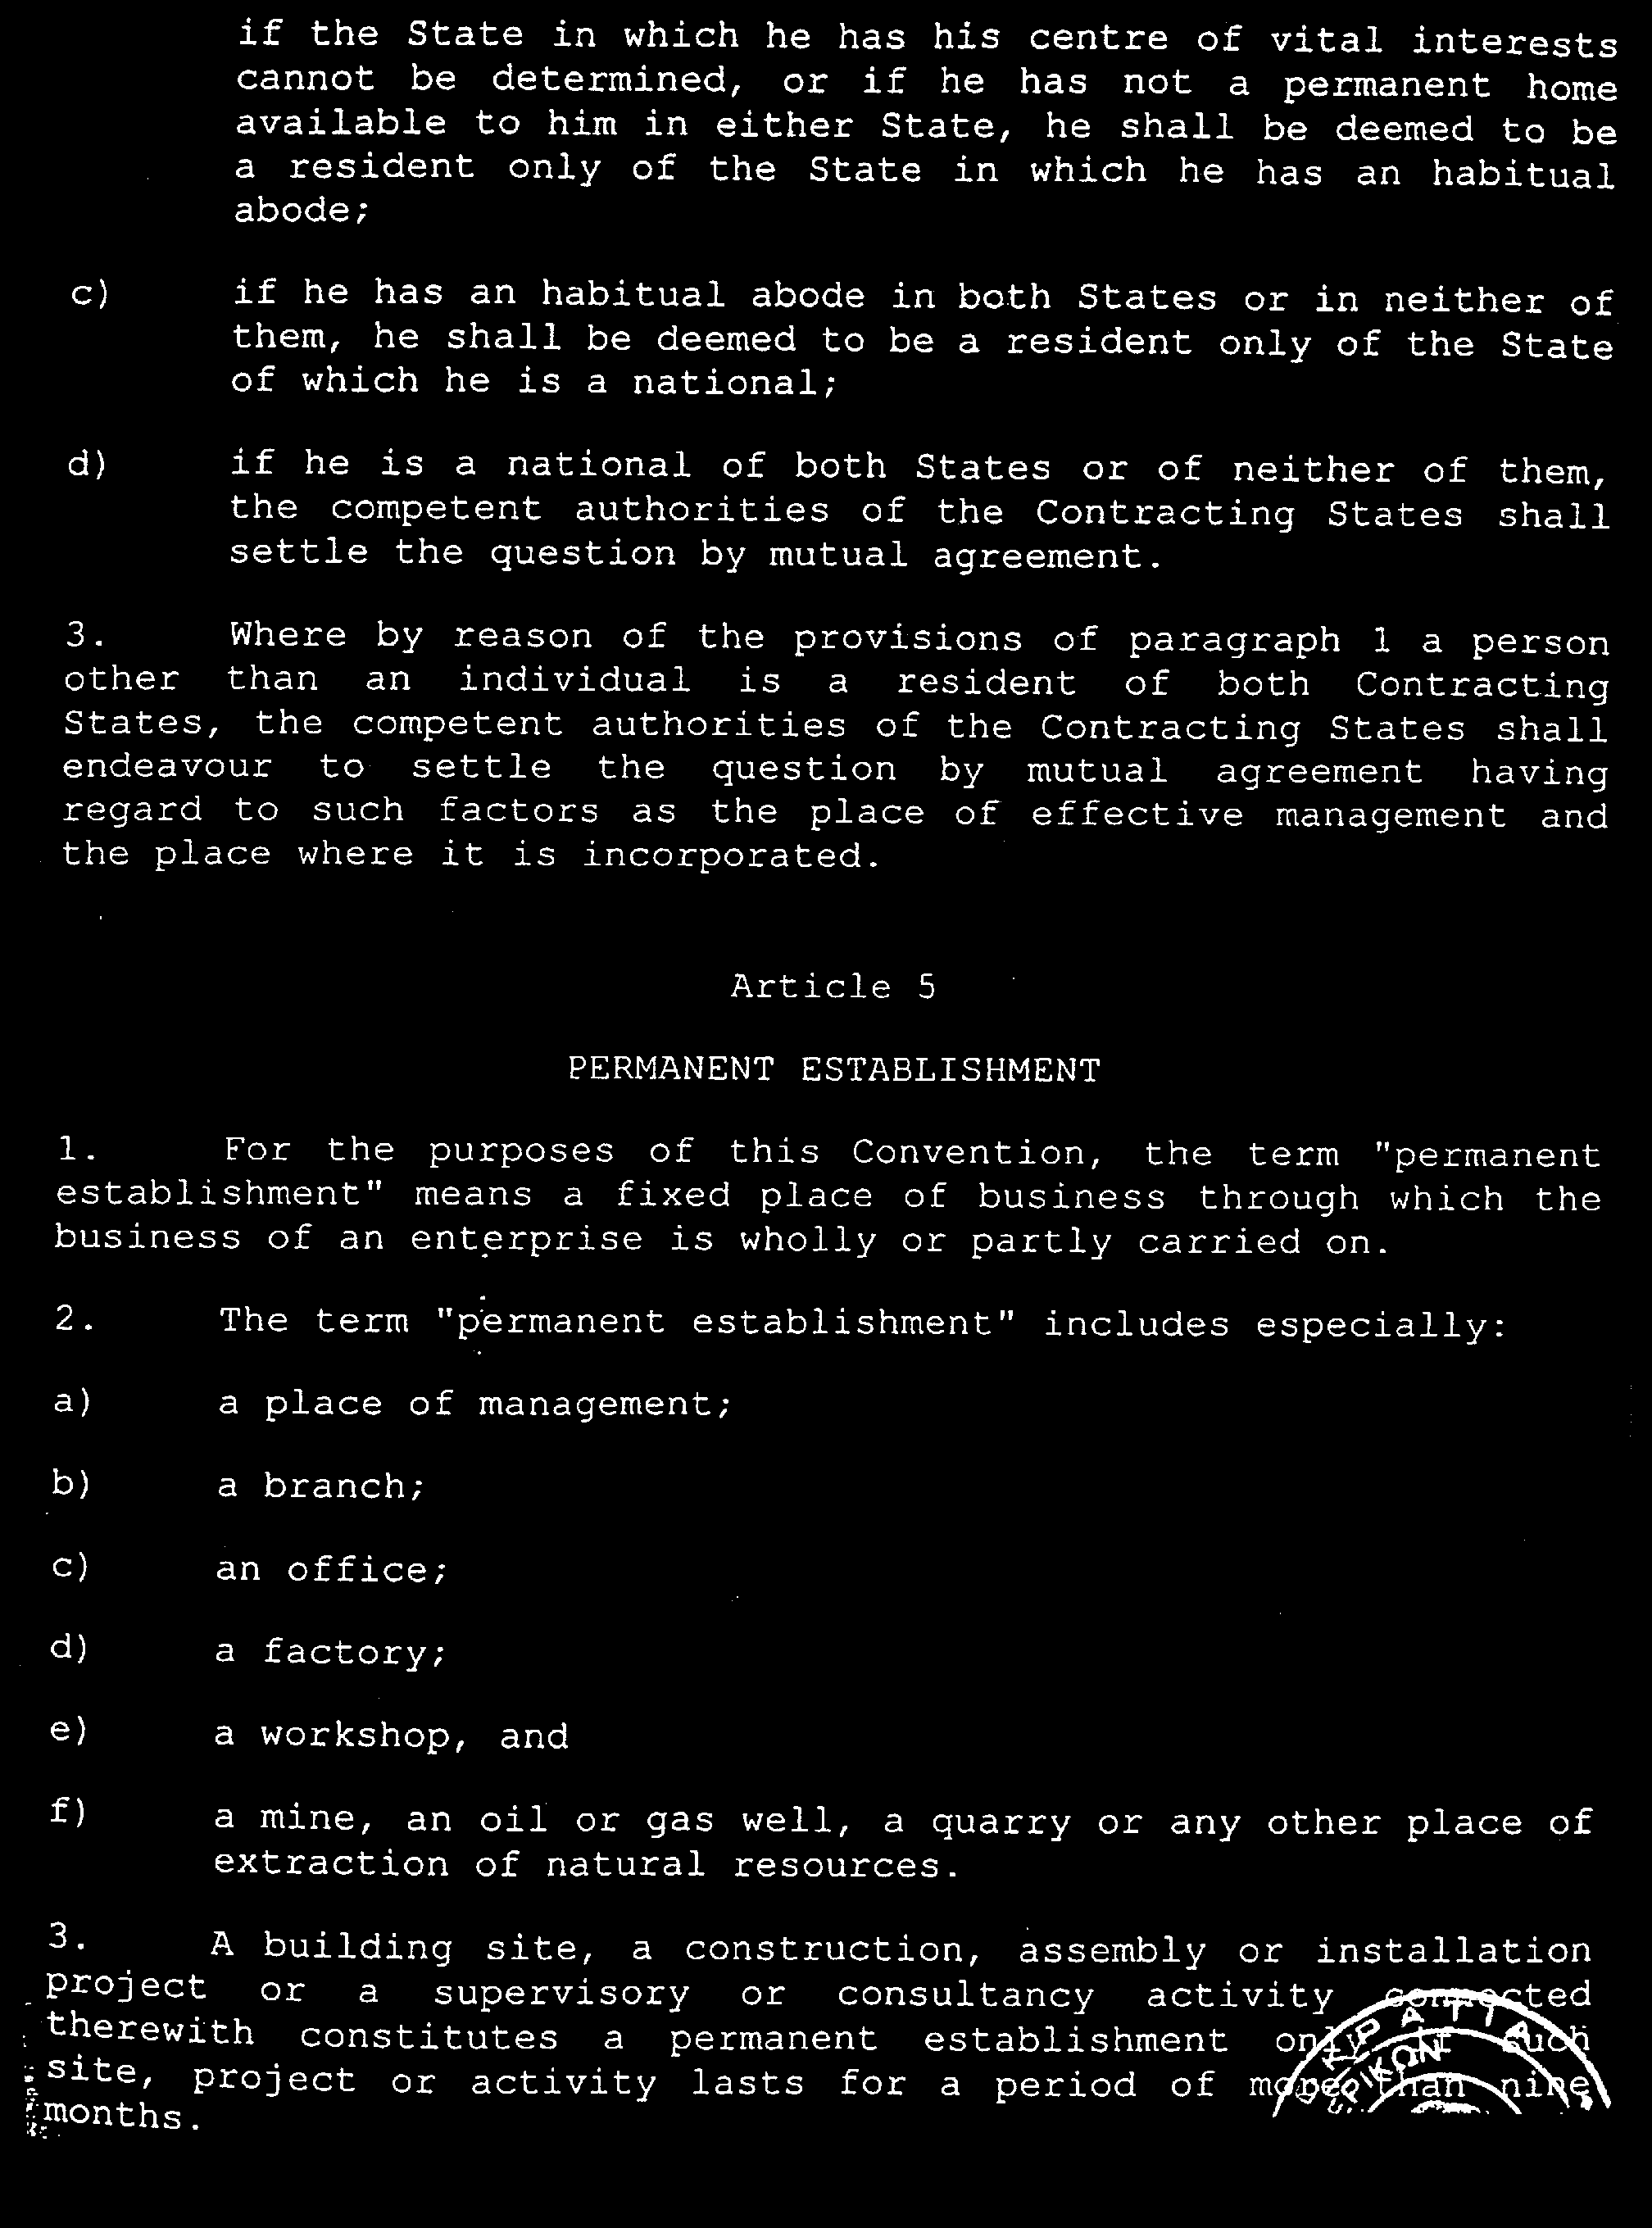 if the State in which he has his centre of vital interests
cannot be determined, or if he has not a permanent home
available to him in either State, he shall be deemed to be
a resident only of the State in which he has an habitual
abode;
c) if he has an habitual abode in both States or in neither of
them, he shall be deemed to be a resident only of the State
of which he is a national;
d) if he is a national of both States or of neither of them,
the competent authorities of the Contracting States shall
settle the question by mutual agreement.
3. Where by reason of the provisions of paragraph 1 a person
other than an individual is a resident of both Contracting
States, the competent authorities of the Contracting States shall
endeavour to settle the question by mutual agreement having
regard to such factors as the place of effective management and
the place where it is incorporated.
Article 5
PERMANENT ESTABLISHMENT
1. For the purposes of this Convention, the term "permanent
establishment" means a fixed place of business through which the
business of an enterprise is wholly or partly carried on.
2. The term "permanent establishment" includes especially:
a) a place of management;
b) a branch;
c) an office;
d) a factory;
e) a workshop, and
f) a mine, an oil or gas well, a quarry or any other place of
extraction of natural resources.
3. A building site, a construction, assembly or installation
project or a supervisory or consultancy activity connected
therewith constitutes a permanent establishment only if such
site, project or activity lasts for a period of more than nine
months.